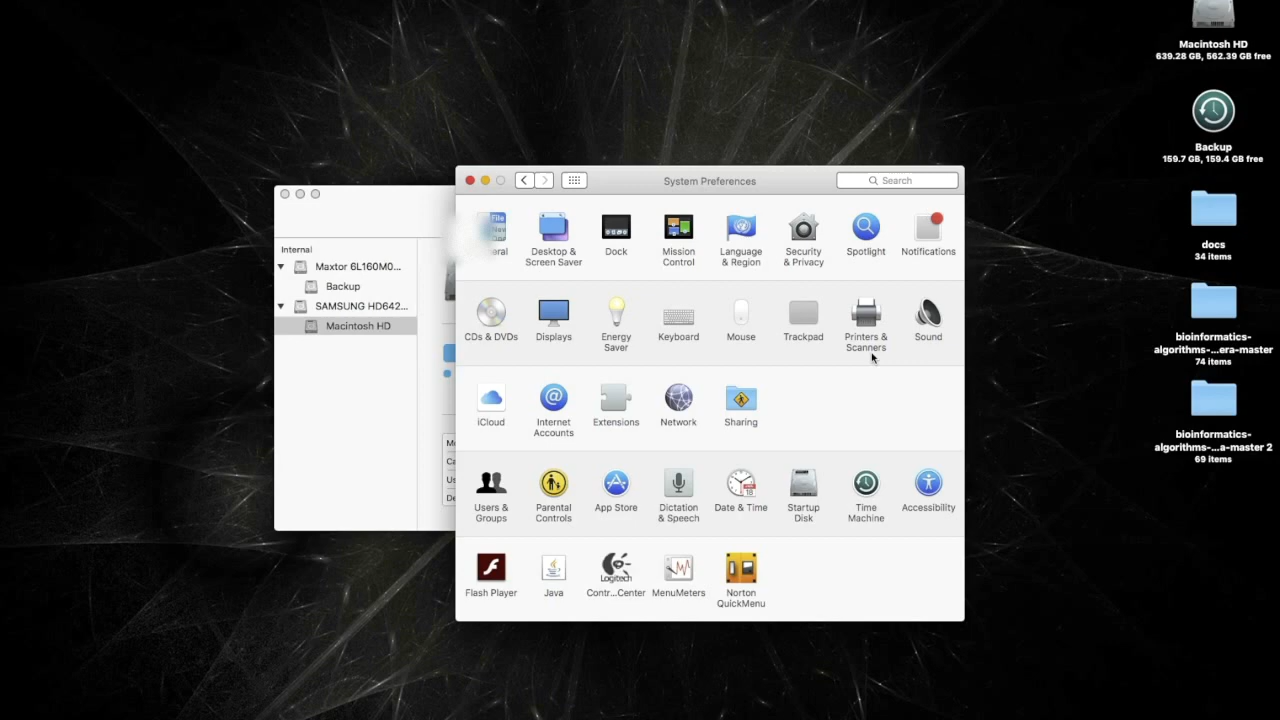 Macintosh HD
639.28 GB, 562.39 GB free
Backup
159.7 GB, 159.4 GB free
docs
34 items
bioinformatics-
algorithms-...era-master
74 items
bioinformatics-
algorithms-...a-master 2
69 items
Internal
Maxtor 6L160M0...
Backup
SAMSUNG HD642...
Macintosh HD
System Preferences
Search
File
Desktop &
Screen Saver
Dock
Mission
Control
Language
& Region
Security
& Privacy
Spotlight
Notifications
CDs & DVDs
Displays
Energy
Saver
Keyboard
Mouse
Trackpad
Printers &
Scanners
Sound
iCloud
Internet
Accounts
Extensions
Network
Sharing
Users &
Groups
Parental
Controls
App Store
Dictation
& Speech
Date & Time
18
Startup
Disk
Time
Machine
Accessibility
Flash Player
Java
Logitech
Contr...Center
MenuMeters
Norton
QuickMenu